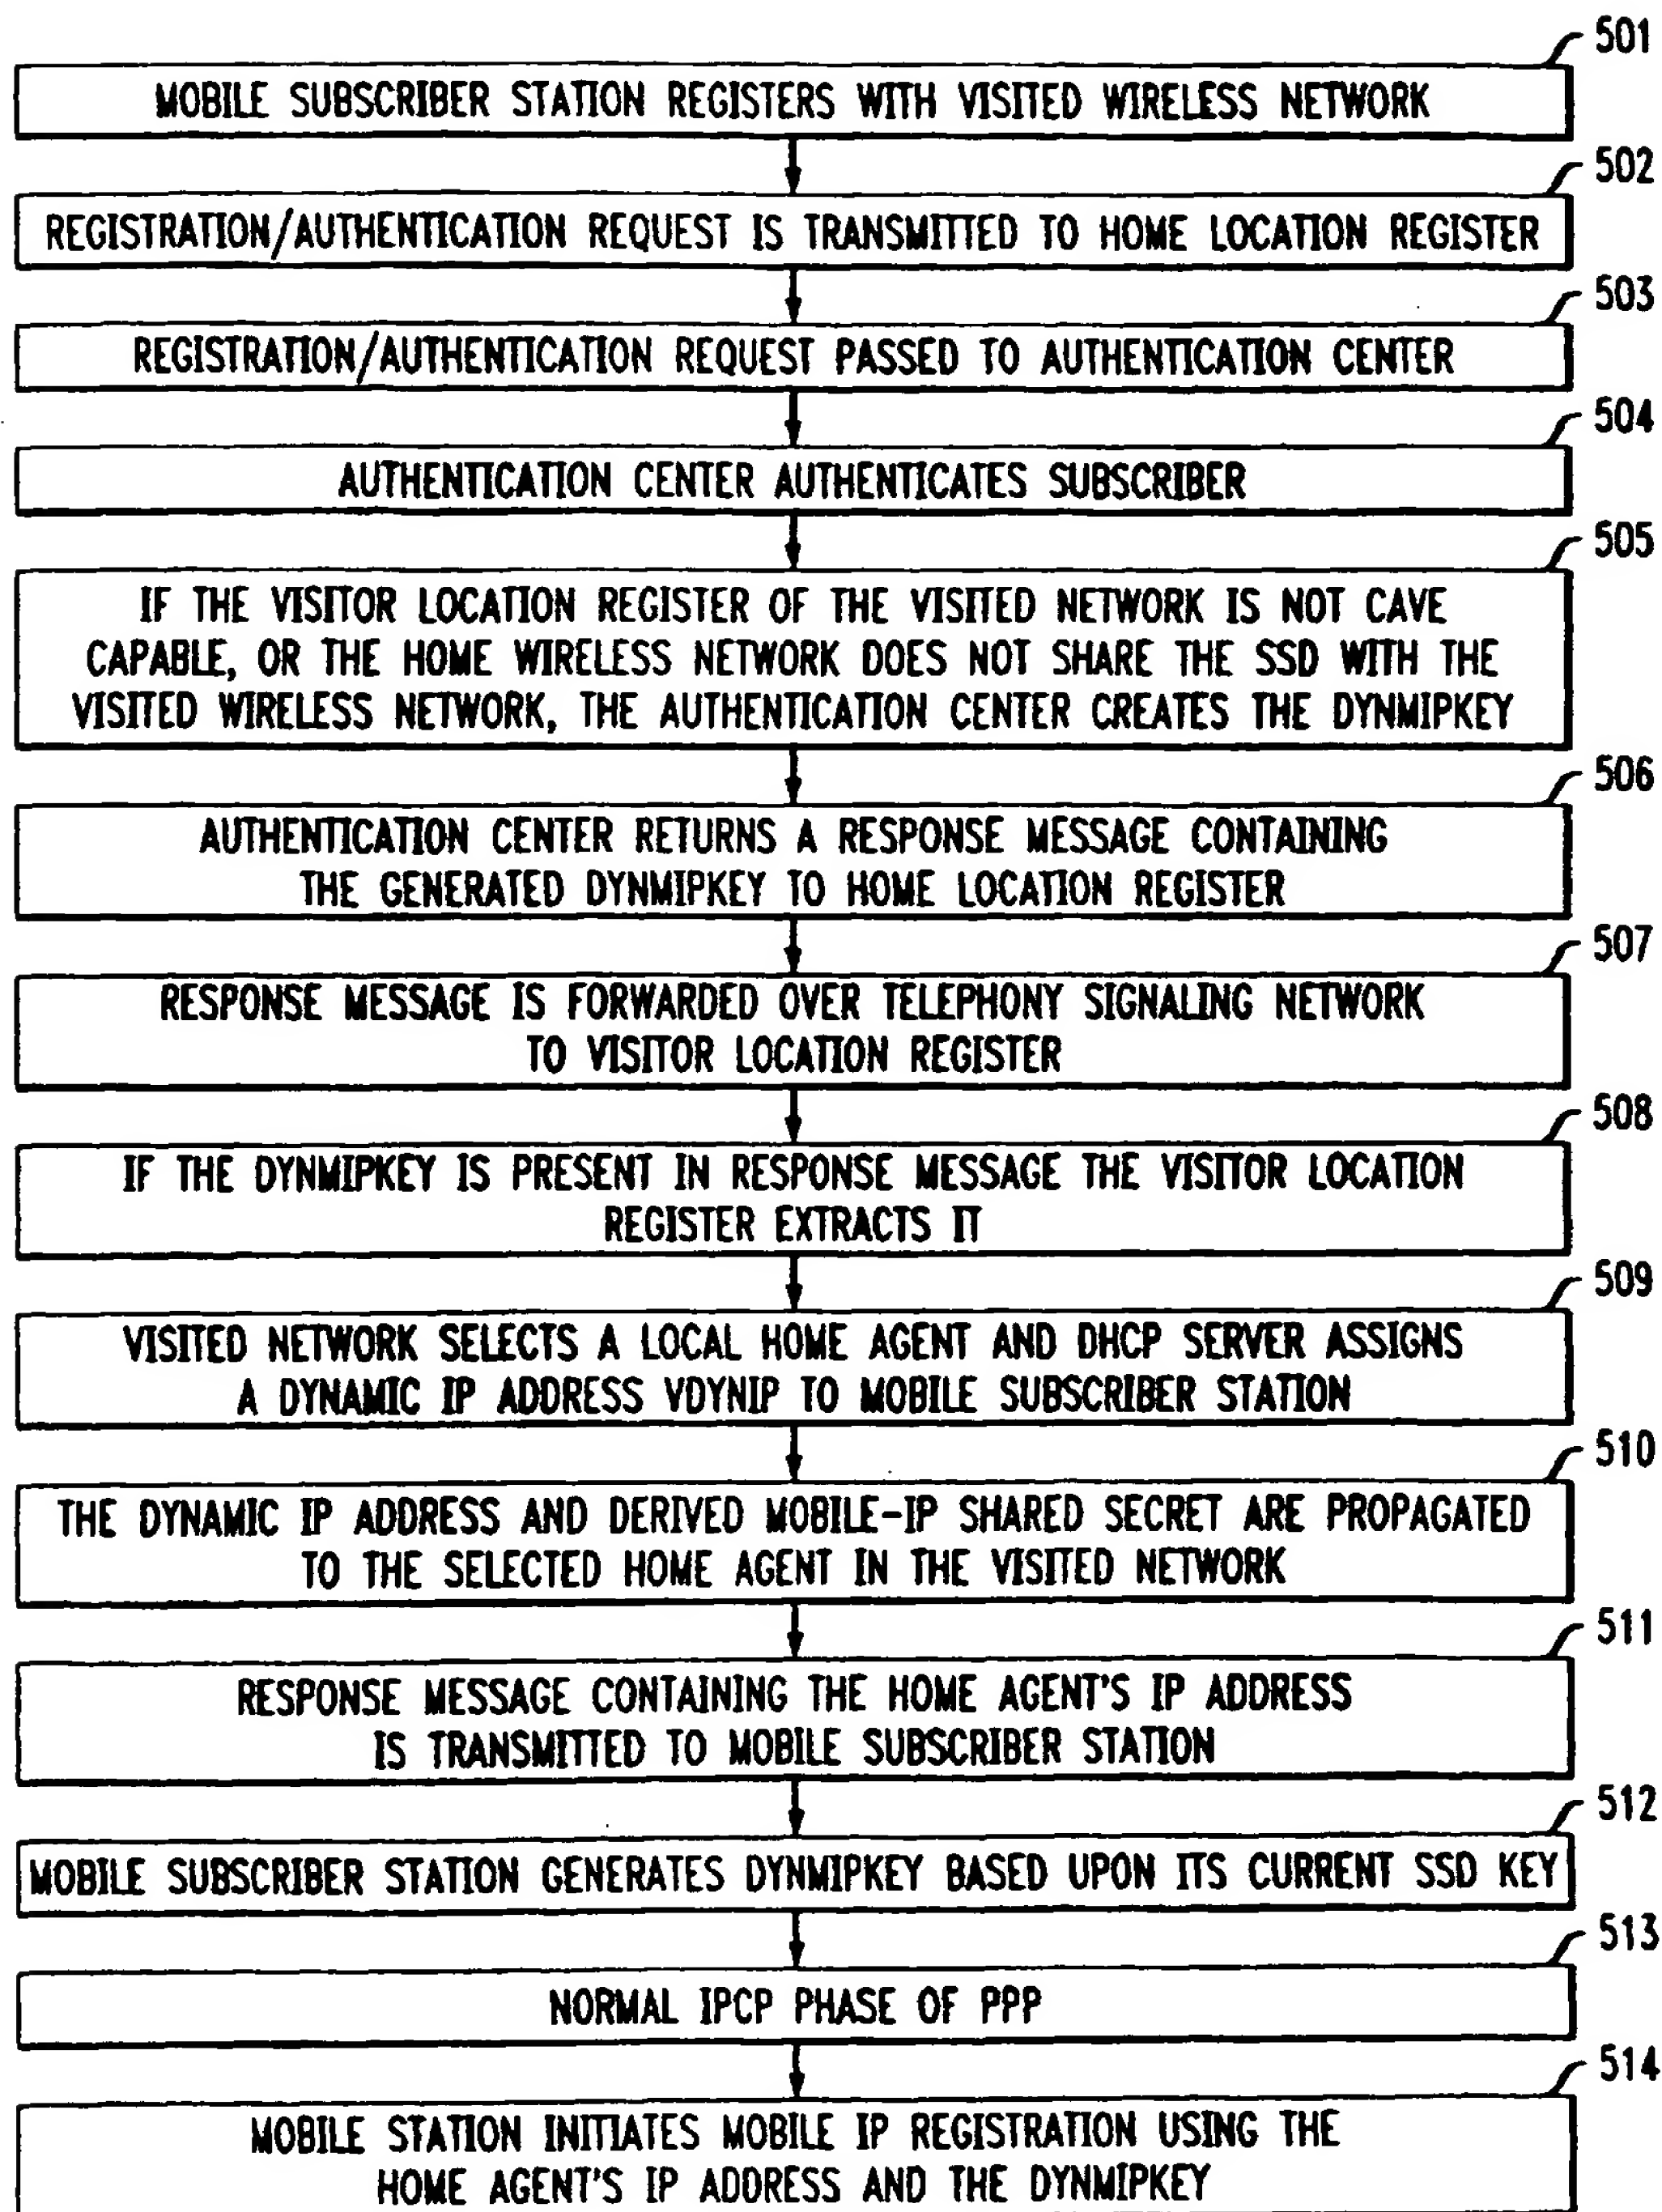 501
MOBILE SUBSCRIBER STATION REGISTERS WITH VISITED WIRELESS NETWORK
502
REGISTRATION/AUTHENTICATION REQUEST IS TRANSMITTED TO HOME LOCATION REGISTER
503
REGISTRATION/AUTHENTICATION REQUEST PASSED TO AUTHENTICATION CENTER
504
AUTHENTICATION CENTER AUTHENTICATES SUBSCRIBER
505
IF THE VISITOR LOCATION REGISTER OF THE VISITED NETWORK IS NOT CAVE
CAPABLE, OR THE HOME WIRELESS NETWORK DOES NOT SHARE THE SSD WITH THE
VISITED WIRELESS NETWORK, THE AUTHENTICATION CENTER CREATES THE DYNMIPKEY
506
AUTHENTICATION CENTER RETURNS A RESPONSE MESSAGE CONTAINING
THE GENERATED DYNMIPKEY TO HOME LOCATION REGISTER
507
RESPONSE MESSAGE IS FORWARDED OVER TELEPHONY SIGNALING NETWORK
TO VISITOR LOCATION REGISTER
508
IF THE DYNMIPKEY IS PRESENT IN RESPONSE MESSAGE THE VISITOR LOCATION
REGISTER EXTRACTS IT
509
VISITED NETWORK SELECTS A LOCAL HOME AGENT AND DHCP SERVER ASSIGNS
A DYNAMIC IP ADDRESS VDYNIP TO MOBILE SUBSCRIBER STATION
510
THE DYNAMIC IP ADDRESS AND DERIVED MOBILE-IP SHARED SECRET ARE PROPAGATED
TO THE SELECTED HOME AGENT IN THE VISITED NETWORK
511
RESPONSE MESSAGE CONTAINING THE HOME AGENT'S IP ADDRESS
IS TRANSMITTED TO MOBILE SUBSCRIBER STATION
512
MOBILE SUBSCRIBER STATION GENERATES DYNMIPKEY BASED UPON ITS CURRENT SSD KEY
513
NORMAL IPCP PHASE OF PPP
514
MOBILE STATION INITIATES MOBILE IP REGISTRATION USING THE
HOME AGENT'S IP ADDRESS AND THE DYNMIPKEY